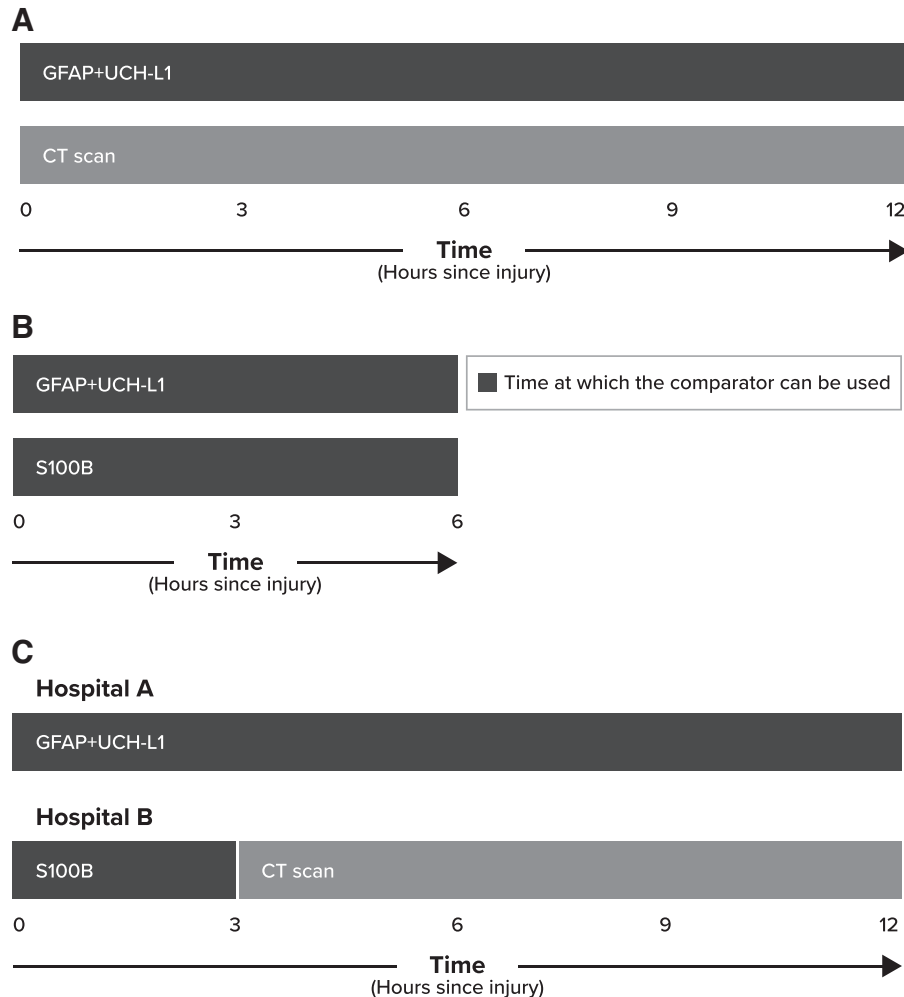 A
GFAP+UCH-L1
CT scan
0 3 6 9 12
Time
(Hours since injury)
B
GFAP+UCH-L1
Time at which the comparator can be used
S100B
0 3 6
Time
(Hours since injury)
C
Hospital A
GFAP+UCH-L1
Hospital B
S100B CT scan
0 3 6 9 12
Time
(Hours since injury)